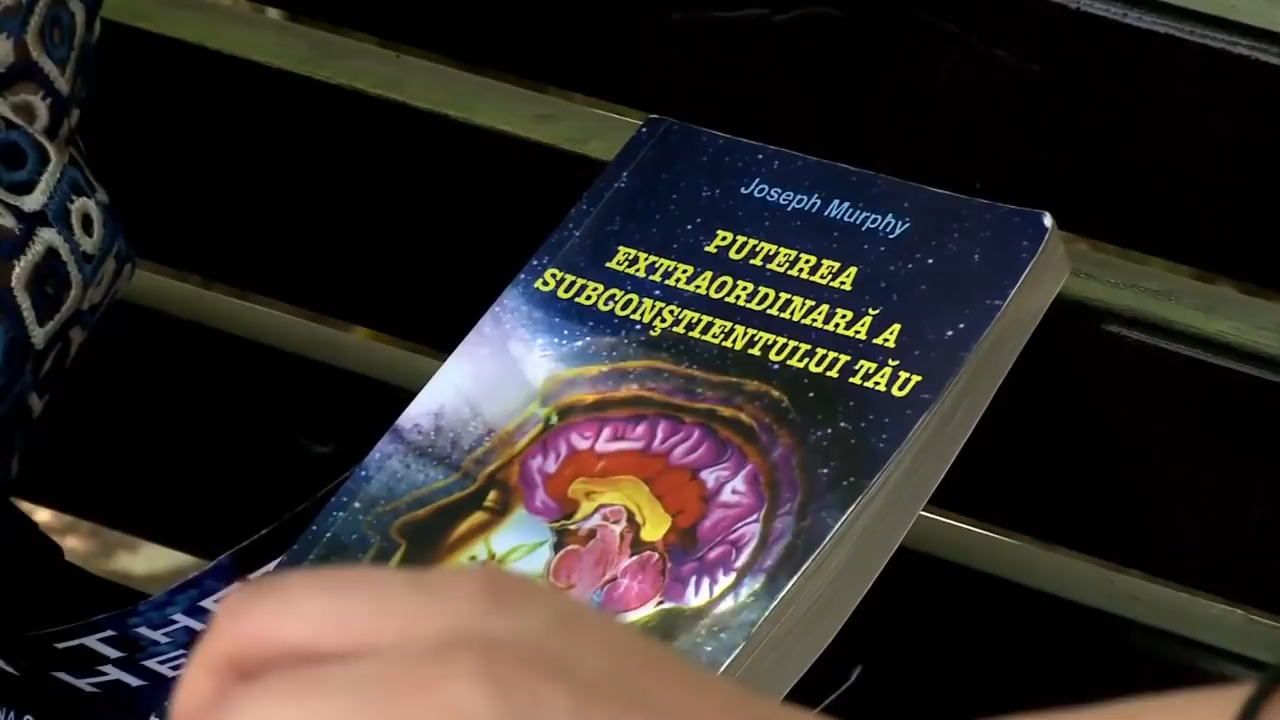 Joseph Murphy
PUTEREA
EXTRAORDINARĂ A
SUBCONŞTIENTULUI TĂU